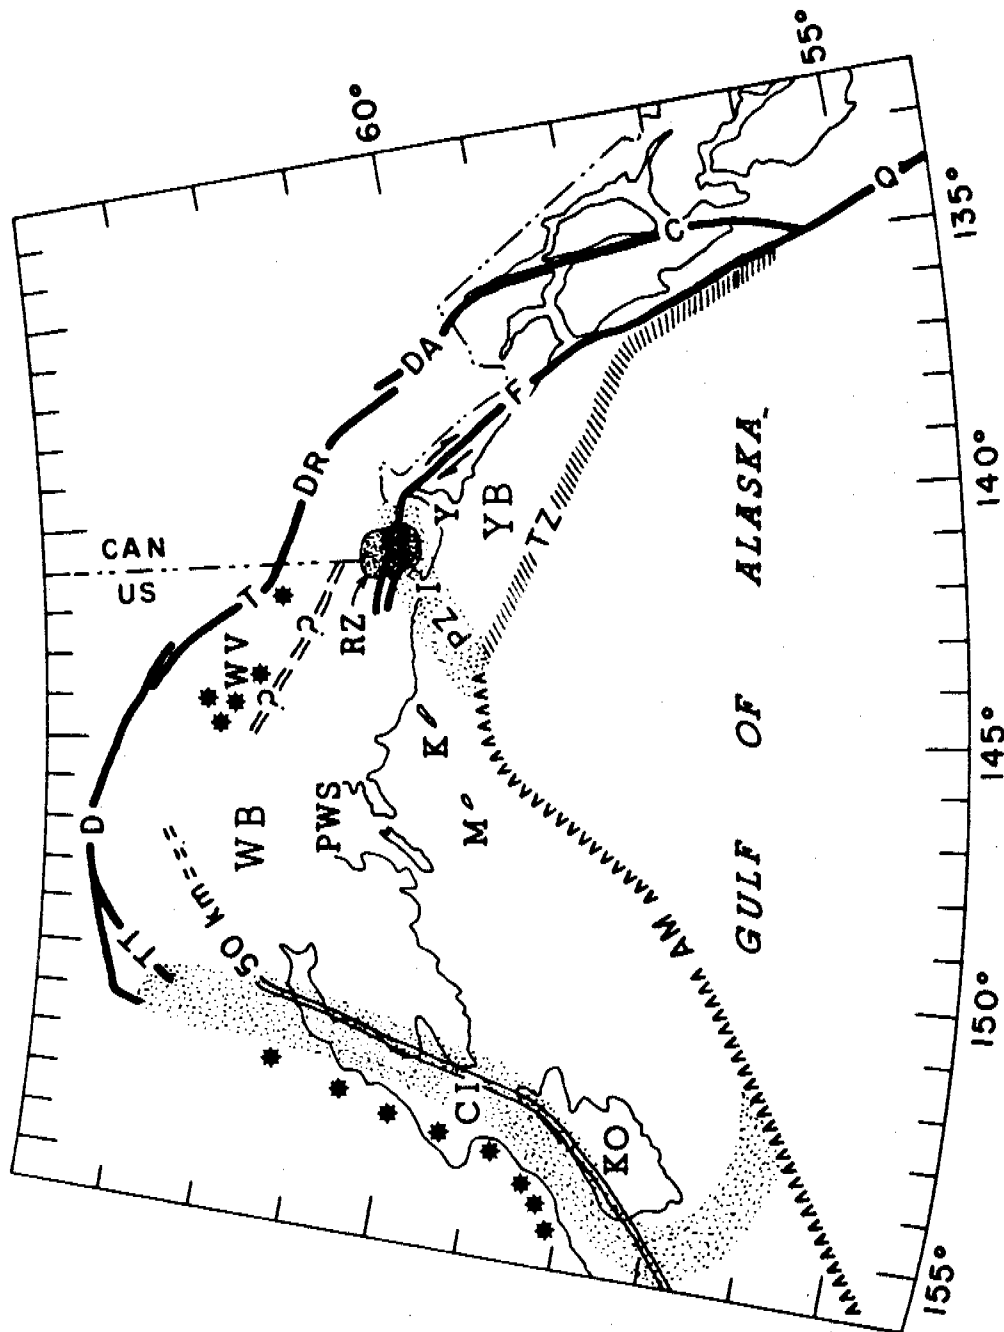 60°
55°
135°
140°
145°
150°
155°
CAN
US
D
TT
T
DR
DA
F
C
Q
WV
WB
PWS
50 km
?
?
RZ
PZ
I
Y
YB
TZ
K
M
AM
CI
KO
GULF OF ALASKA